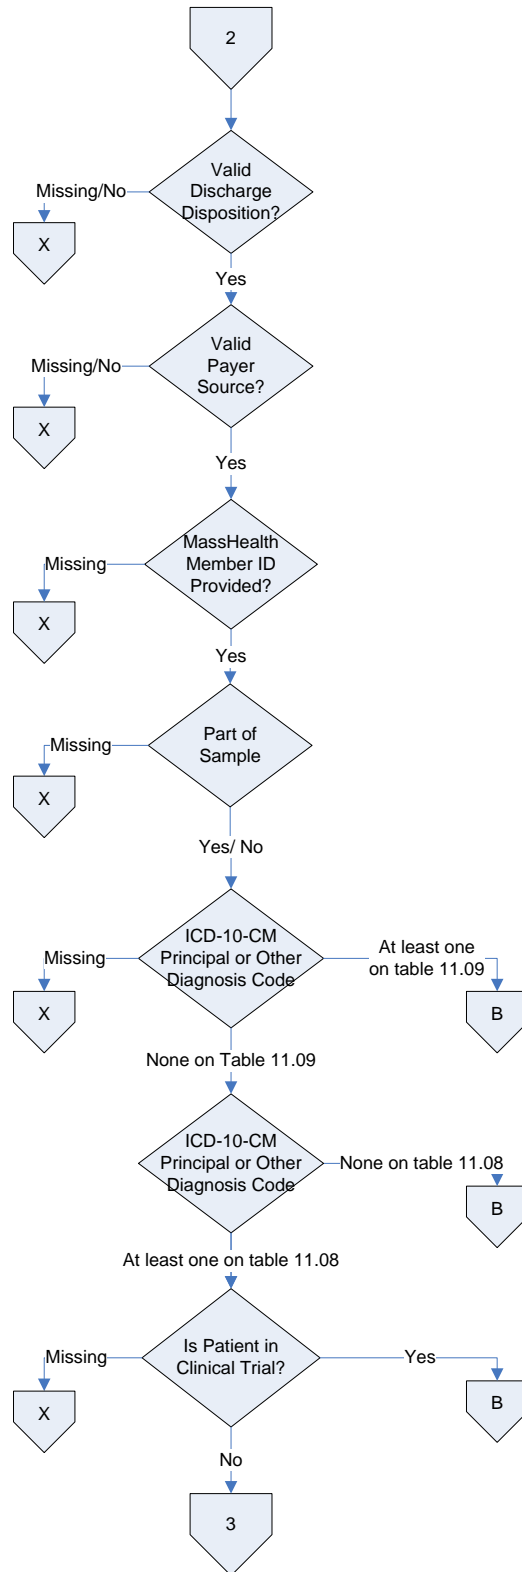 2
Valid
Discharge
Disposition?
Missing/No
X
Yes
Valid
Payer
Source?
Missing/No
X
Yes
MassHealth
Member ID
Provided?
Missing
X
Yes
Part of
Sample
Missing
X
Yes/ No
ICD-10-CM
Principal or Other
Diagnosis Code
Missing
X
At least one
on table 11.09
B
None on Table 11.09
ICD-10-CM
Principal or Other
Diagnosis Code
None on table 11.08
B
At least one on table 11.08
Is Patient in
Clinical Trial?
Missing
X
Yes
B
No
3